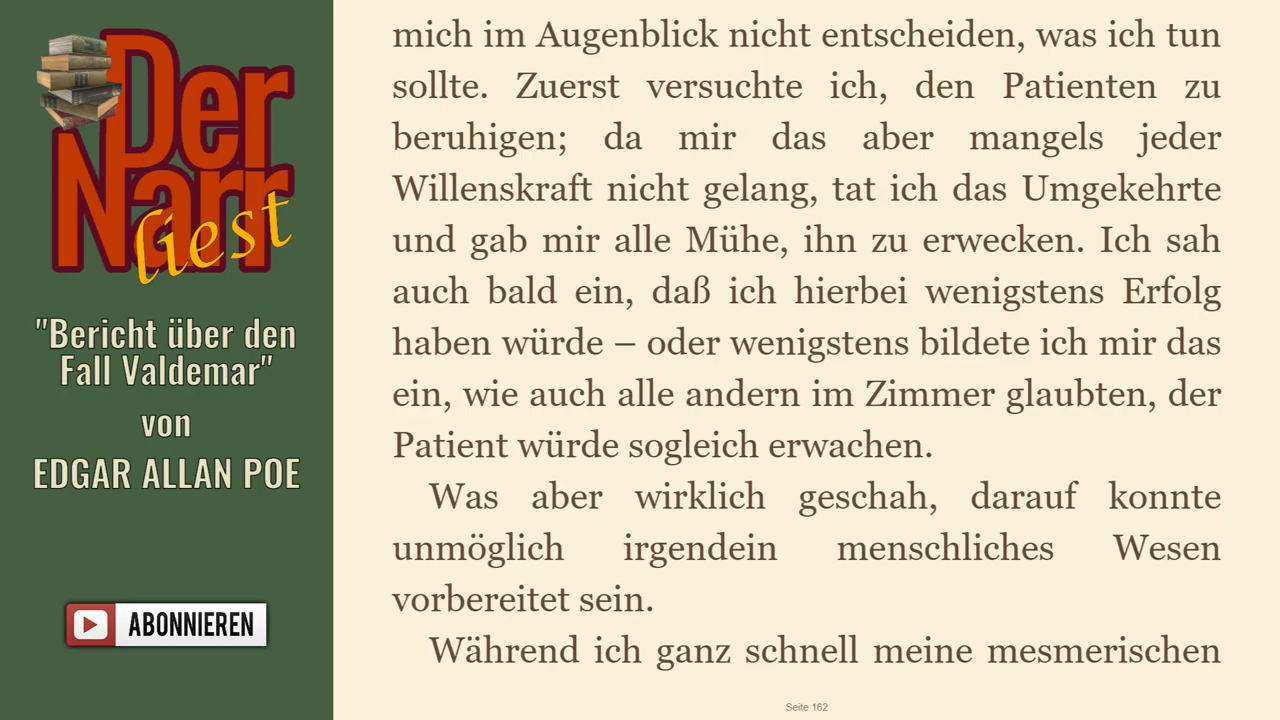 Der
Narr
liest
"Bericht über den
Fall Valdemar"
von
EDGAR ALLAN POE
ABONNIEREN
mich im Augenblick nicht entscheiden, was ich tun
sollte. Zuerst versuchte ich, den Patienten zu
beruhigen; da mir das aber mangels jeder
Willenskraft nicht gelang, tat ich das Umgekehrte
und gab mir alle Mühe, ihn zu erwecken. Ich sah
auch bald ein, daß ich hierbei wenigstens Erfolg
haben würde – oder wenigstens bildete ich mir das
ein, wie auch alle andern im Zimmer glaubten, der
Patient würde sogleich erwachen.
Was aber wirklich geschah, darauf konnte
unmöglich irgendein menschliches Wesen
vorbereitet sein.
Während ich ganz schnell meine mesmerischen
Seite 162